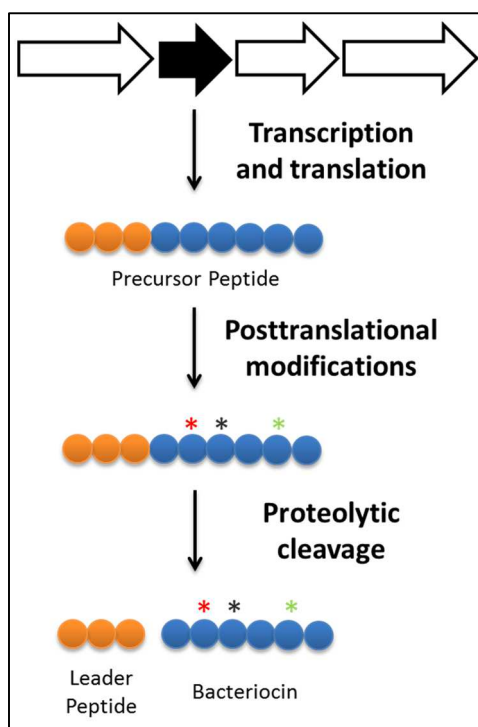 Transcription
and translation
Precursor Peptide
Posttranslational
modifications
* * *
Proteolytic
cleavage
* * *
Leader
Peptide
Bacteriocin